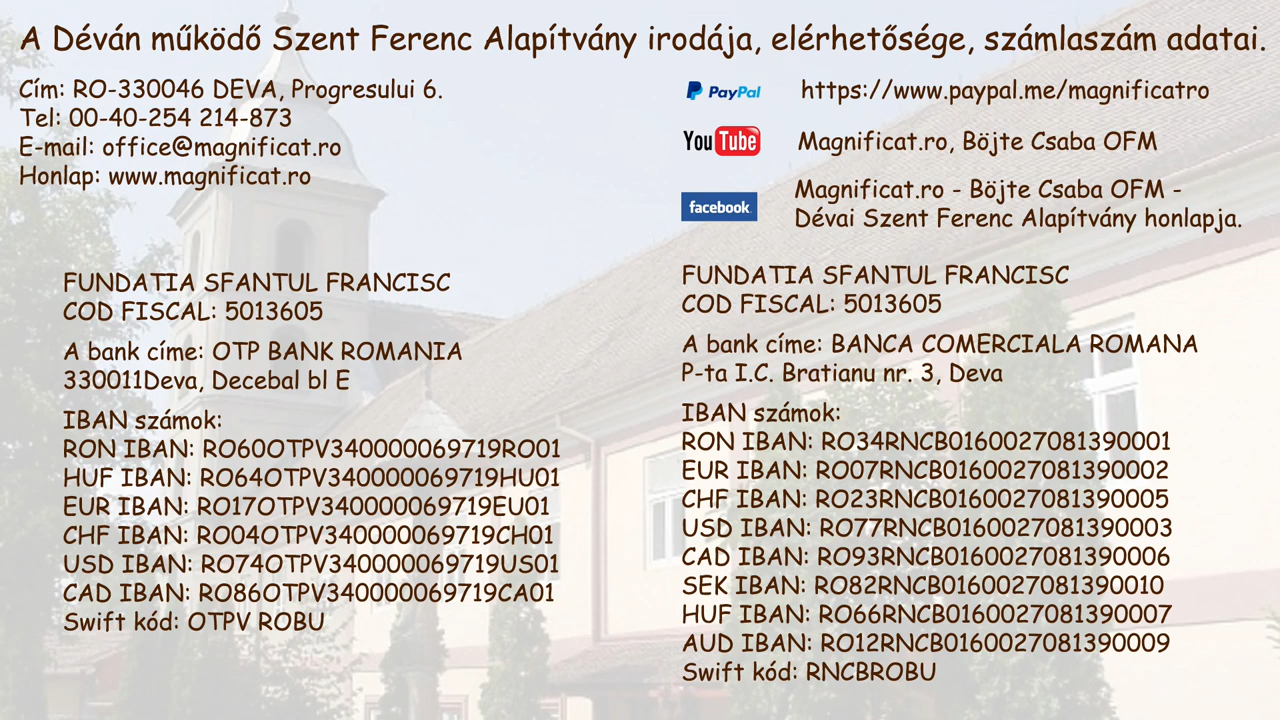 A Déván működő Szent Ferenc Alapítvány irodája, elérhetősége, számlaszám adatai.
Cím: RO-330046 DEVA, Progresului 6.
Tel: 00-40-254 214-873
E-mail: office@magnificat.ro
Honlap: www.magnificat.ro
PayPal https://www.paypal.me/magnificatro
YouTube Magnificat.ro, Böjte Csaba OFM
facebook Magnificat.ro - Böjte Csaba OFM -
Dévai Szent Ferenc Alapítvány honlapja.
FUNDATIA SFANTUL FRANCISC
COD FISCAL: 5013605
A bank címe: OTP BANK ROMANIA
330011Deva, Decebal bl E
IBAN számok:
RON IBAN: RO60OTPV340000069719RO01
HUF IBAN: RO64OTPV340000069719HU01
EUR IBAN: RO17OTPV340000069719EU01
CHF IBAN: RO04OTPV340000069719CH01
USD IBAN: RO74OTPV340000069719US01
CAD IBAN: RO86OTPV340000069719CA01
Swift kód: OTPV ROBU
FUNDATIA SFANTUL FRANCISC
COD FISCAL: 5013605
A bank címe: BANCA COMERCIALA ROMANA
P-ta I.C. Bratianu nr. 3, Deva
IBAN számok:
RON IBAN: RO34RNCB0160027081390001
EUR IBAN: RO07RNCB0160027081390002
CHF IBAN: RO23RNCB0160027081390005
USD IBAN: RO77RNCB0160027081390003
CAD IBAN: RO93RNCB0160027081390006
SEK IBAN: RO82RNCB0160027081390010
HUF IBAN: RO66RNCB0160027081390007
AUD IBAN: RO12RNCB0160027081390009
Swift kód: RNCBROBU